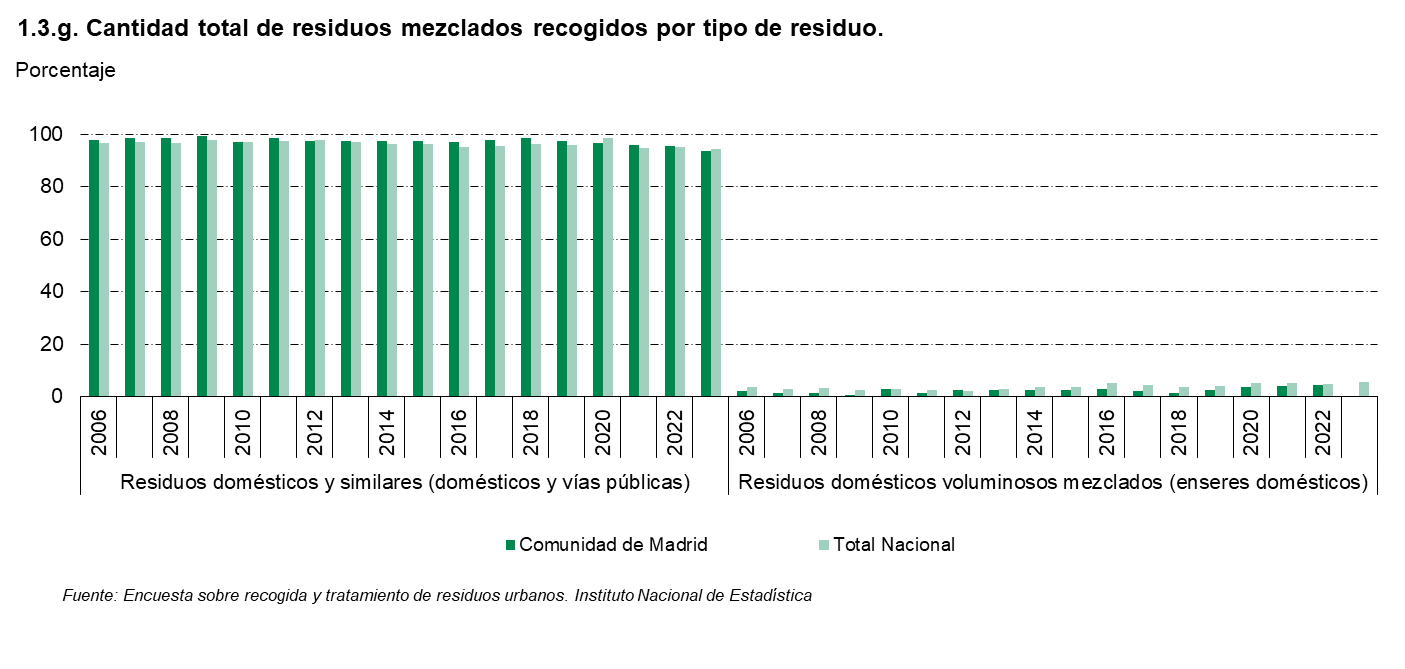 1.3.g. Cantidad total de residuos mezclados recogidos por tipo de residuo.
Porcentaje
100
80
60
40
20
0
2006 2008 2010 2012 2014 2016 2018 2020 2022 2006 2008 2010 2012 2014 2016 2018 2020 2022
Residuos domésticos y similares (domésticos y vías públicas) Residuos domésticos voluminosos mezclados (enseres domésticos)
Comunidad de Madrid Total Nacional
Fuente: Encuesta sobre recogida y tratamiento de residuos urbanos. Instituto Nacional de Estadística